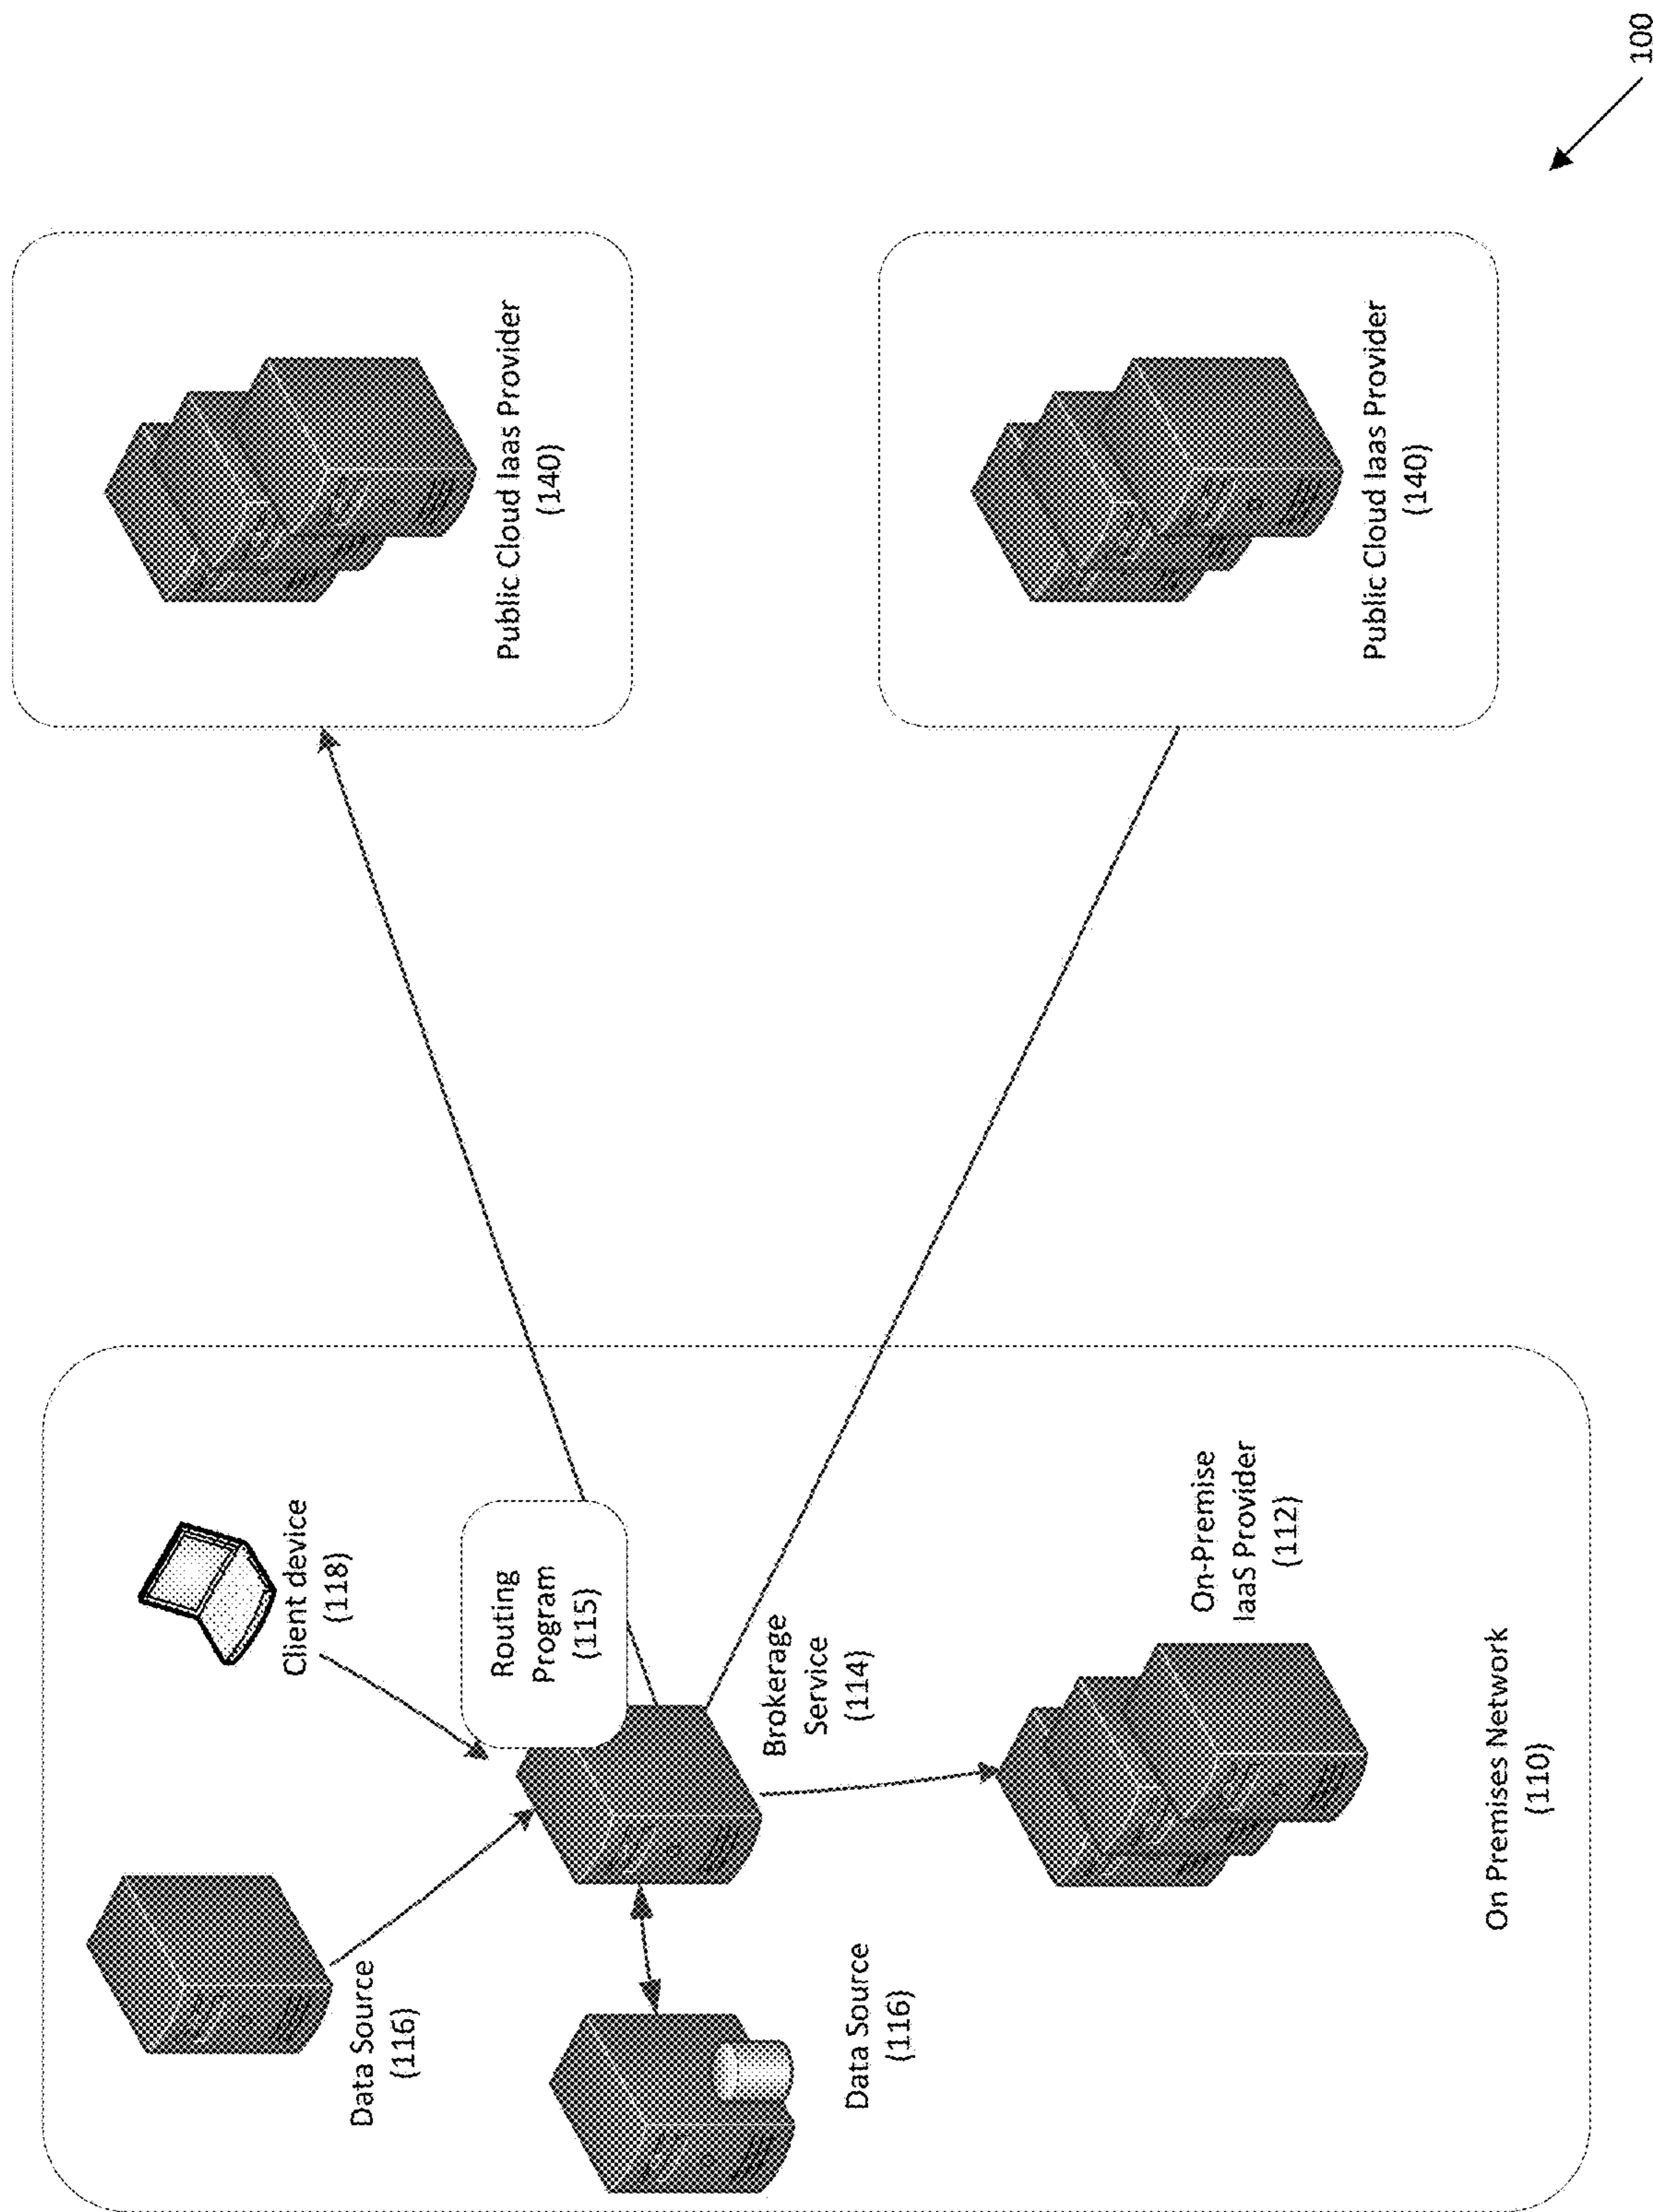 Client device
(118)
Data Source
(116)
Routing
Program
(115)
Public Cloud Iaas Provider
(140)
Brokerage
Service
(114)
Data Source
(116)
On-Premise
IaaS Provider
(112)
Public Cloud Iaas Provider
(140)
On Premises Network
(110)
100